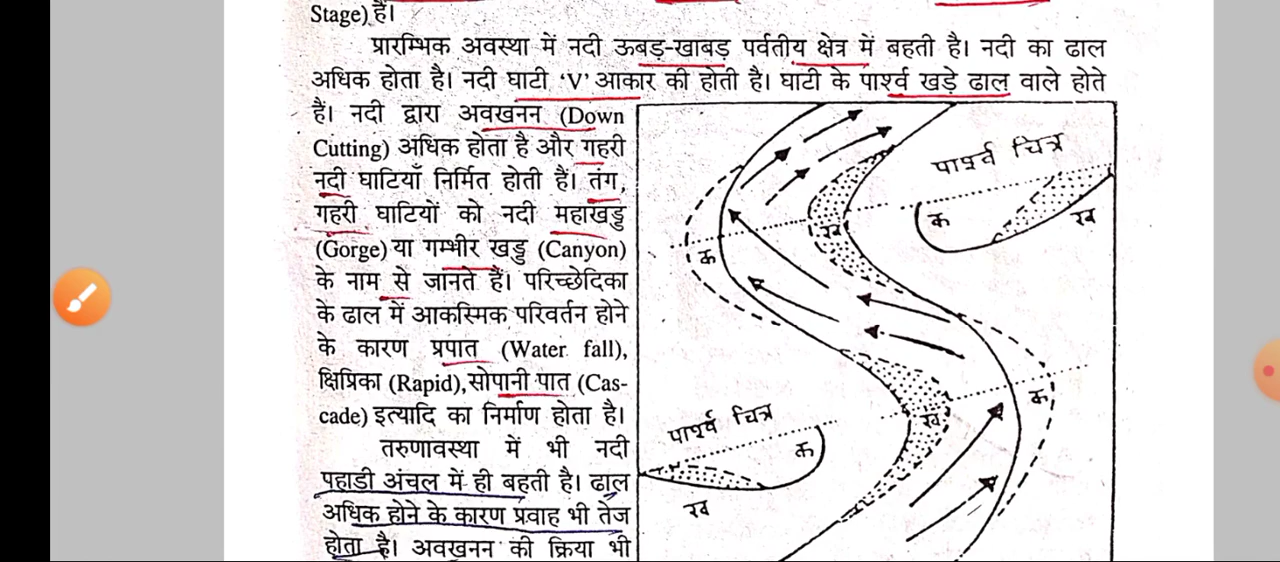 Stage) हैं।
प्रारम्भिक अवस्था में नदी ऊबड़-खाबड़ पर्वतीय क्षेत्र में बहती है। नदी का ढाल
अधिक होता है। नदी घाटी ‘V’ आकार की होती है। घाटी के पार्श्व खड़े ढाल वाले होते
हैं। नदी द्वारा अवखनन (Down
Cutting) अधिक होता है और गहरी
नदी घाटियाँ निर्मित होती हैं। तंग,
गहरी घाटियों को नदी महाखड्ड
(Gorge) या गम्भीर खड्ड (Canyon)
के नाम से जानते हैं। परिच्छेदिका
के ढाल में आकस्मिक परिवर्तन होने
के कारण प्रपात (Water fall),
क्षिप्रिका (Rapid), सोपानी पात (Cas-
cade) इत्यादि का निर्माण होता है।
तरुणावस्था में भी नदी
पहाडी अंचल में ही बहती है। ढाल
अधिक होने के कारण प्रवाह भी तेज
होता है। अवखनन की क्रिया भी
पार्श्व चित्र
क
ख
ख
क
क
ख
पार्श्व चित्र
क
ख